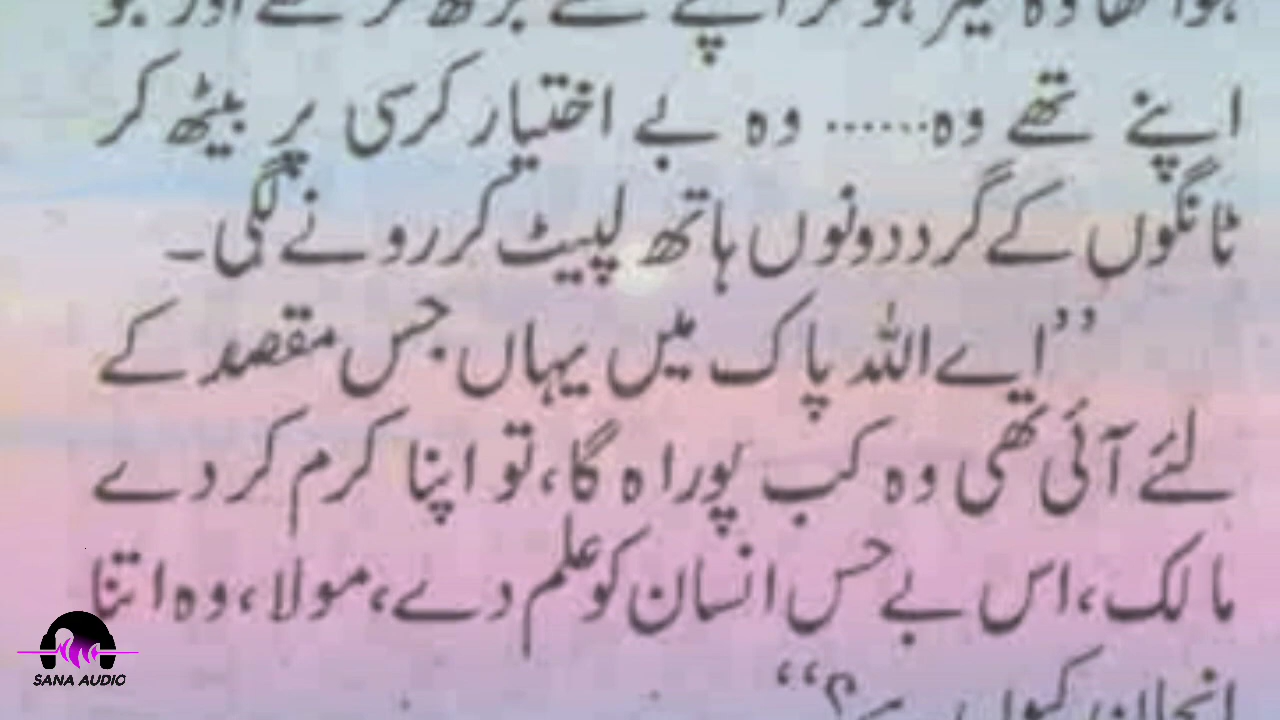 اپنے تھے وہ...... وہ بے اختیار کرسی پر بیٹھ کر
ٹانگوں کے گرد دونوں ہاتھ لپیٹ کر رونے لگی۔
’’اے اللہ پاک میں یہاں جس مقصد کے
لئے آئی تھی وہ کب پورا ہ گا، تو اپنا کرم کر دے
مالک، اس بے حس انسان کو علم دے، مولا، وہ اتنا
SANA AUDIO